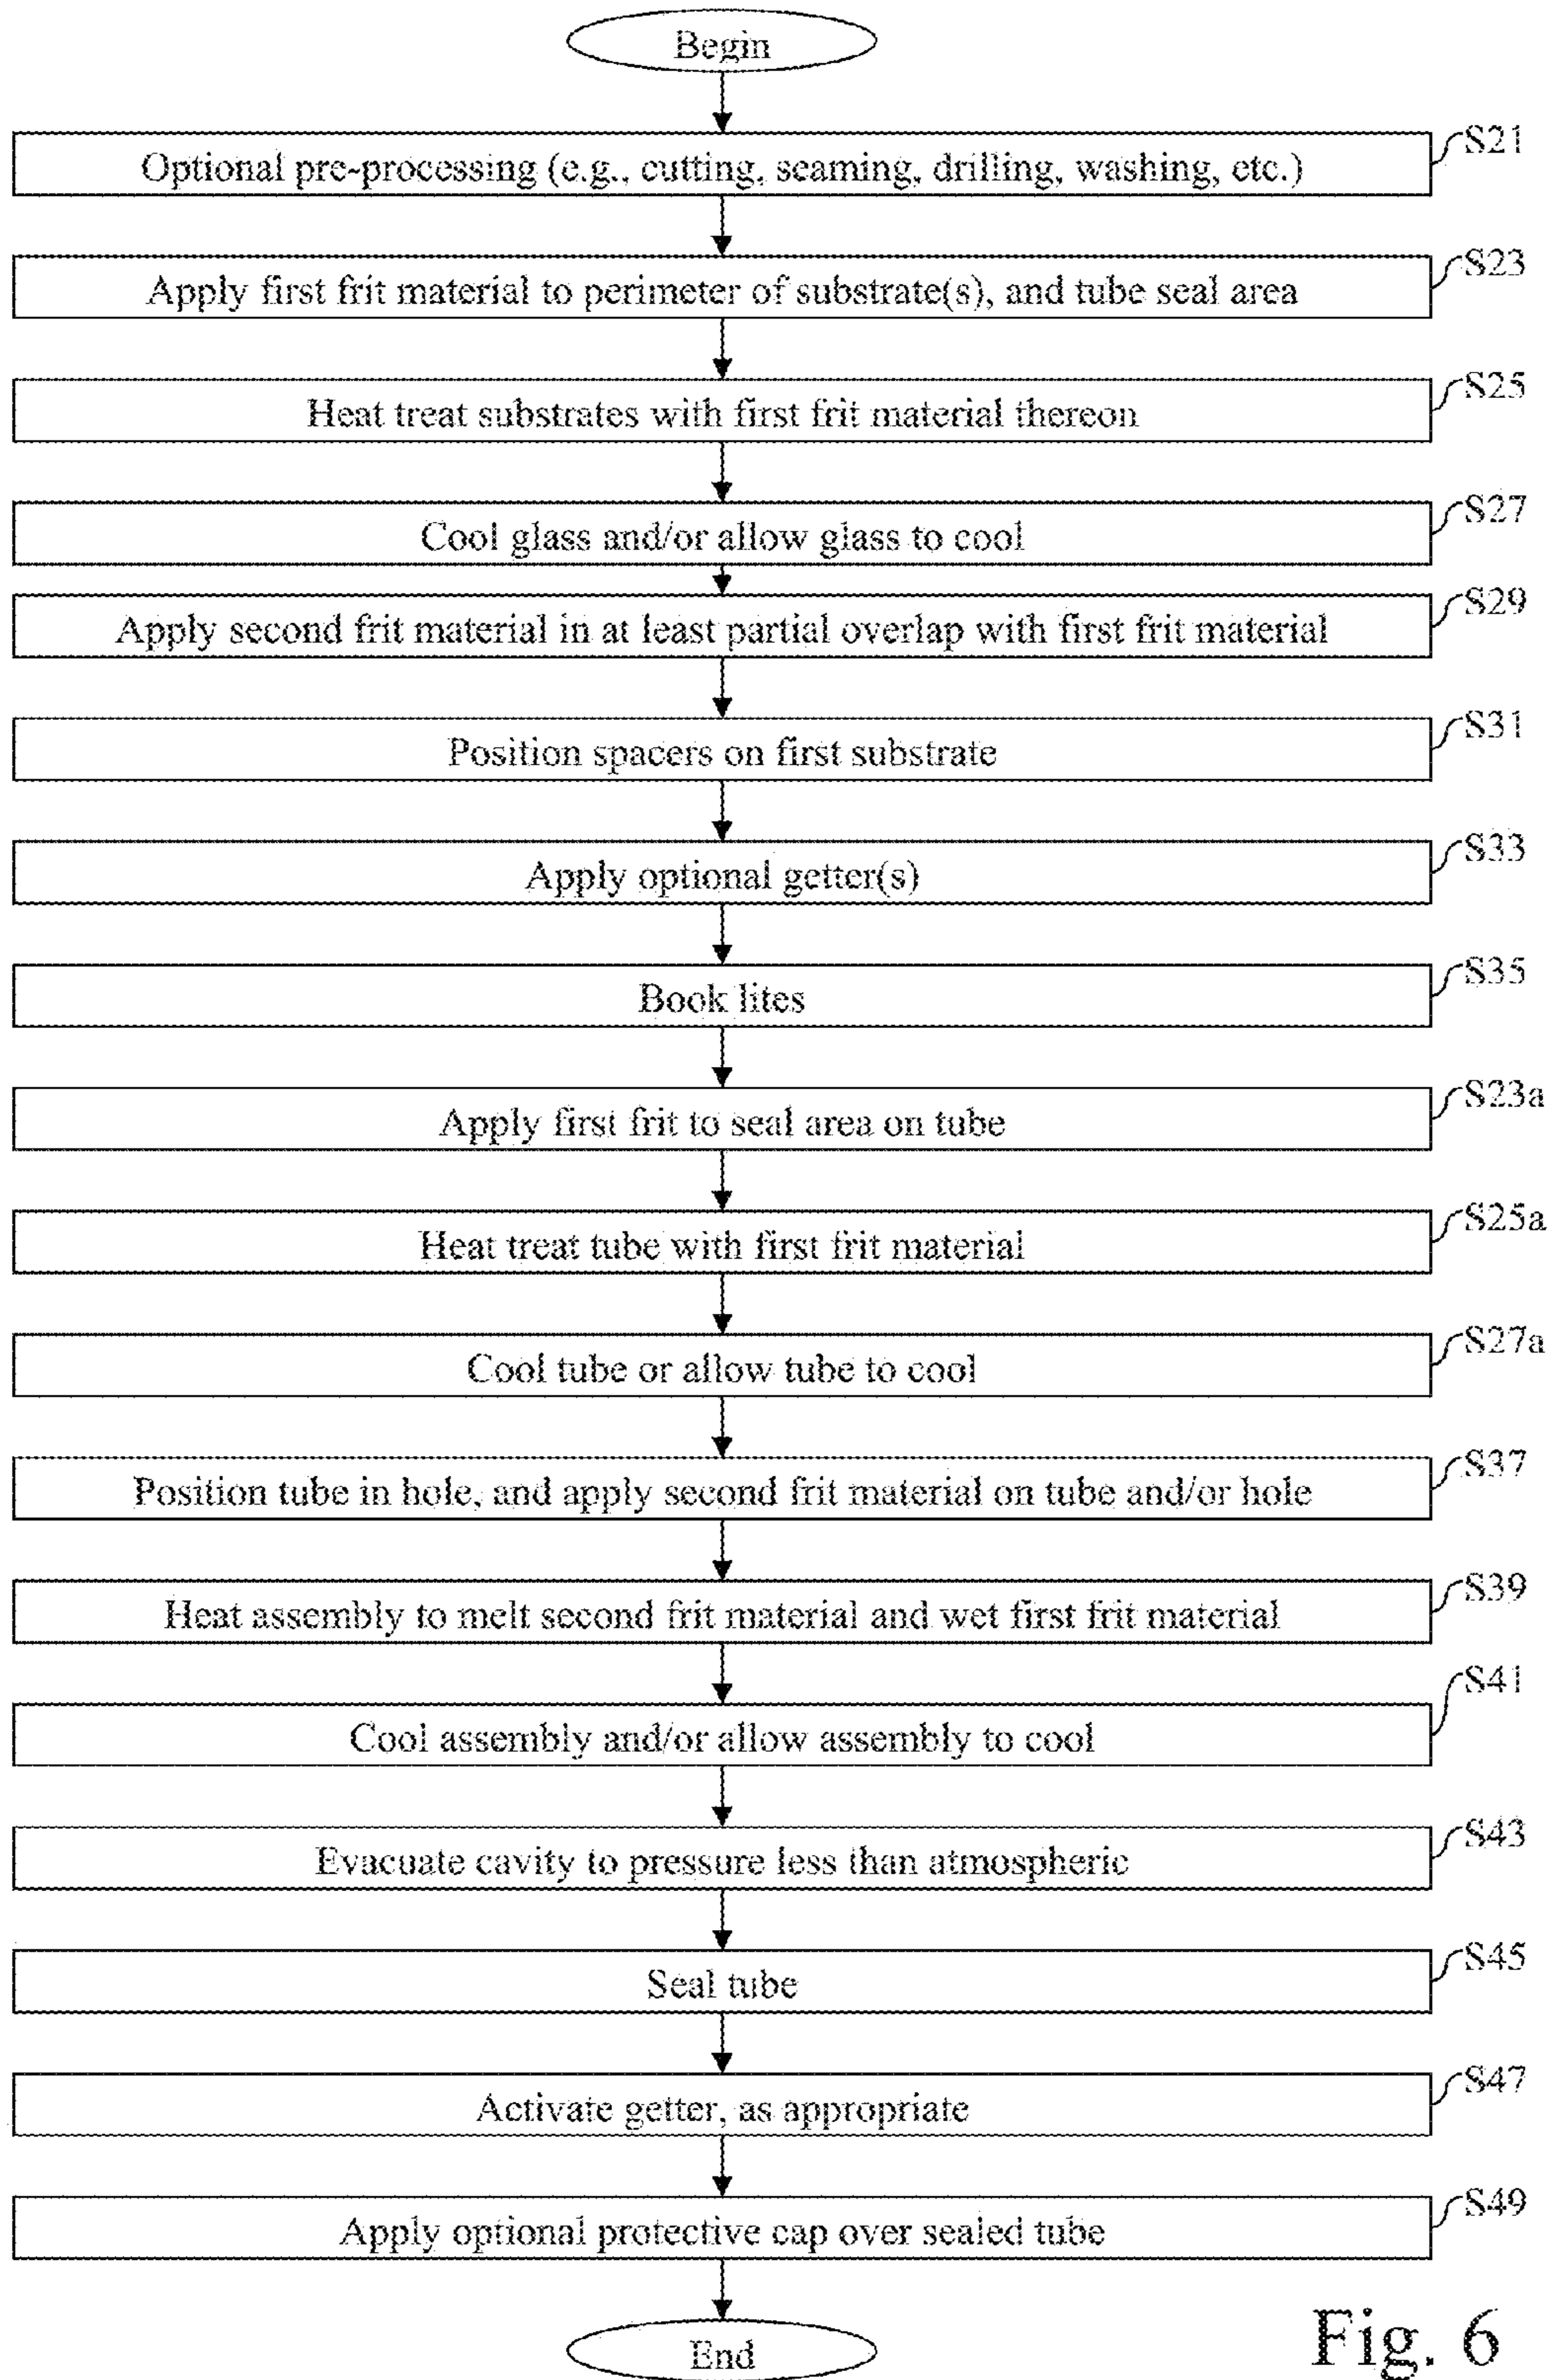 Begin
S21
Optional pre-processing (e.g., cutting, seaming, drilling, washing, etc.)
S23
Apply first frit material to perimeter of substrate(s), and tube seal area
S25
Heat treat substrates with first frit material thereon
S27
Cool glass and/or allow glass to cool
S29
Apply second frit material in at least partial overlap with first frit material
S31
Position spacers on first substrate
S33
Apply optional getter(s)
S35
Book lites
S23a
Apply first frit to seal area on tube
S25a
Heat treat tube with first frit material
S27a
Cool tube or allow tube to cool
S37
Position tube in hole, and apply second frit material on tube and/or hole
S39
Heat assembly to melt second frit material and wet first frit material
S41
Cool assembly and/or allow assembly to cool
S43
Evacuate cavity to pressure less than atmospheric
S45
Seal tube
S47
Activate getter, as appropriate
S49
Apply optional protective cap over sealed tube
End
Fig. 6